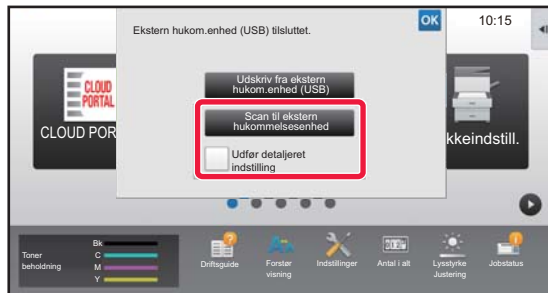 Ekstern hukom.enhed (USB) tilsluttet.
OK
10:15
Udskriv fra ekstern
hukom.enhed (USB)
Scan til ekstern
hukommelsesenhed
Udfør detaljeret
indstilling
CLOUD
PORTAL
CLOUD POR
kkeindstill.
Toner
beholdning
Bk
C
M
Y
Driftsguide
Forstør
visning
Indstillinger
Antal i alt
Lysstyrke
Justering
Jobstatus